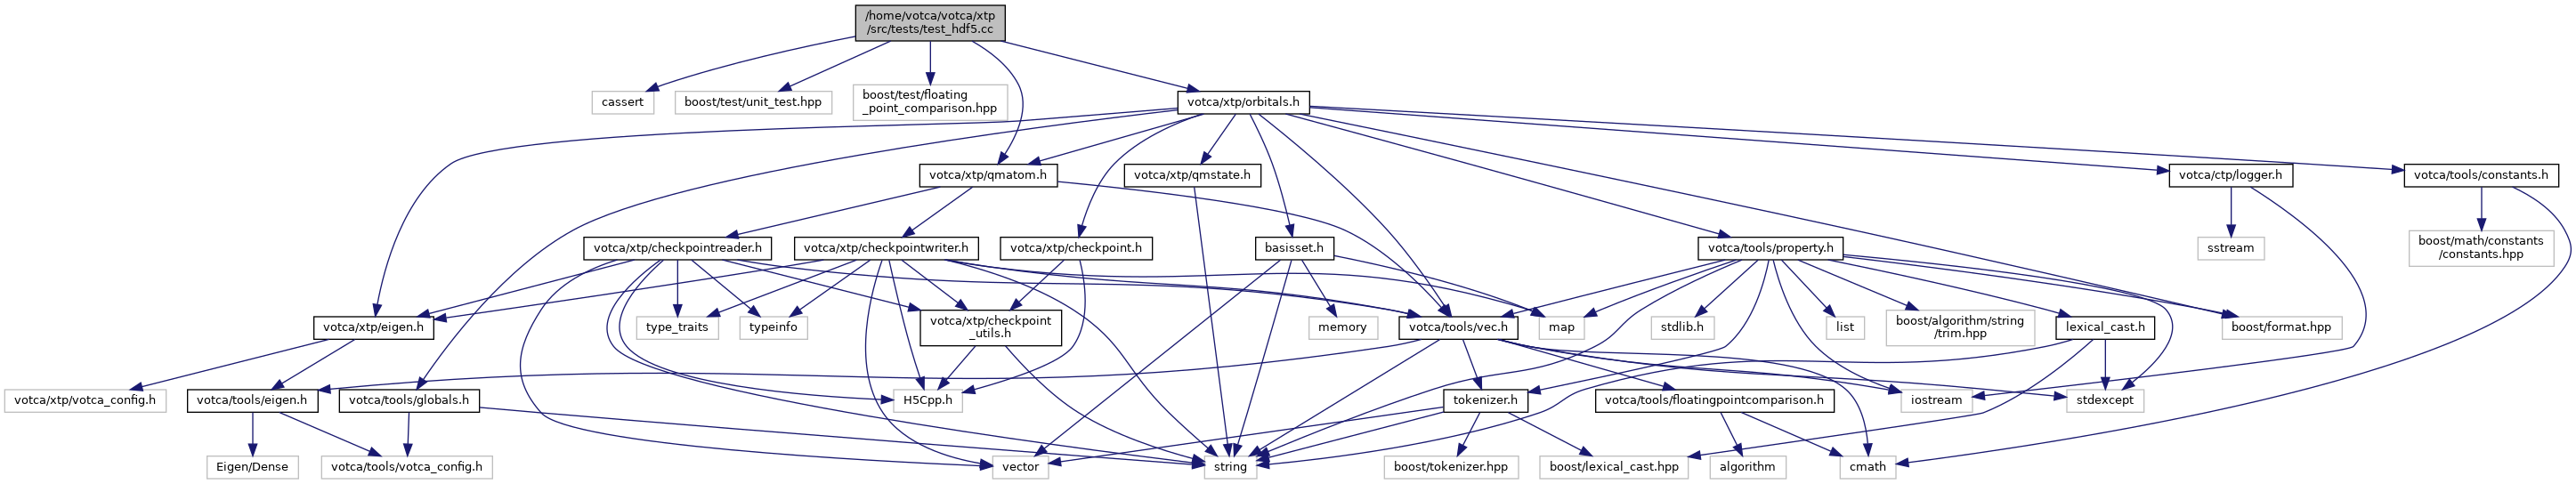 /home/votca/votca/xtp
/src/tests/test_hdf5.cc
cassert
boost/test/unit_test.hpp
boost/test/floating
_point_comparison.hpp
votca/xtp/orbitals.h
votca/xtp/qmatom.h
votca/xtp/qmstate.h
votca/ctp/logger.h
votca/tools/constants.h
votca/xtp/checkpointreader.h
votca/xtp/checkpointwriter.h
votca/xtp/checkpoint.h
basisset.h
votca/tools/property.h
sstream
boost/math/constants
/constants.hpp
votca/xtp/eigen.h
type_traits
typeinfo
votca/xtp/checkpoint
_utils.h
memory
votca/tools/vec.h
map
stdlib.h
list
boost/algorithm/string
/trim.hpp
lexical_cast.h
boost/format.hpp
votca/xtp/votca_config.h
votca/tools/eigen.h
votca/tools/globals.h
H5Cpp.h
tokenizer.h
votca/tools/floatingpointcomparison.h
iostream
stdexcept
Eigen/Dense
votca/tools/votca_config.h
vector
string
boost/tokenizer.hpp
boost/lexical_cast.hpp
algorithm
cmath